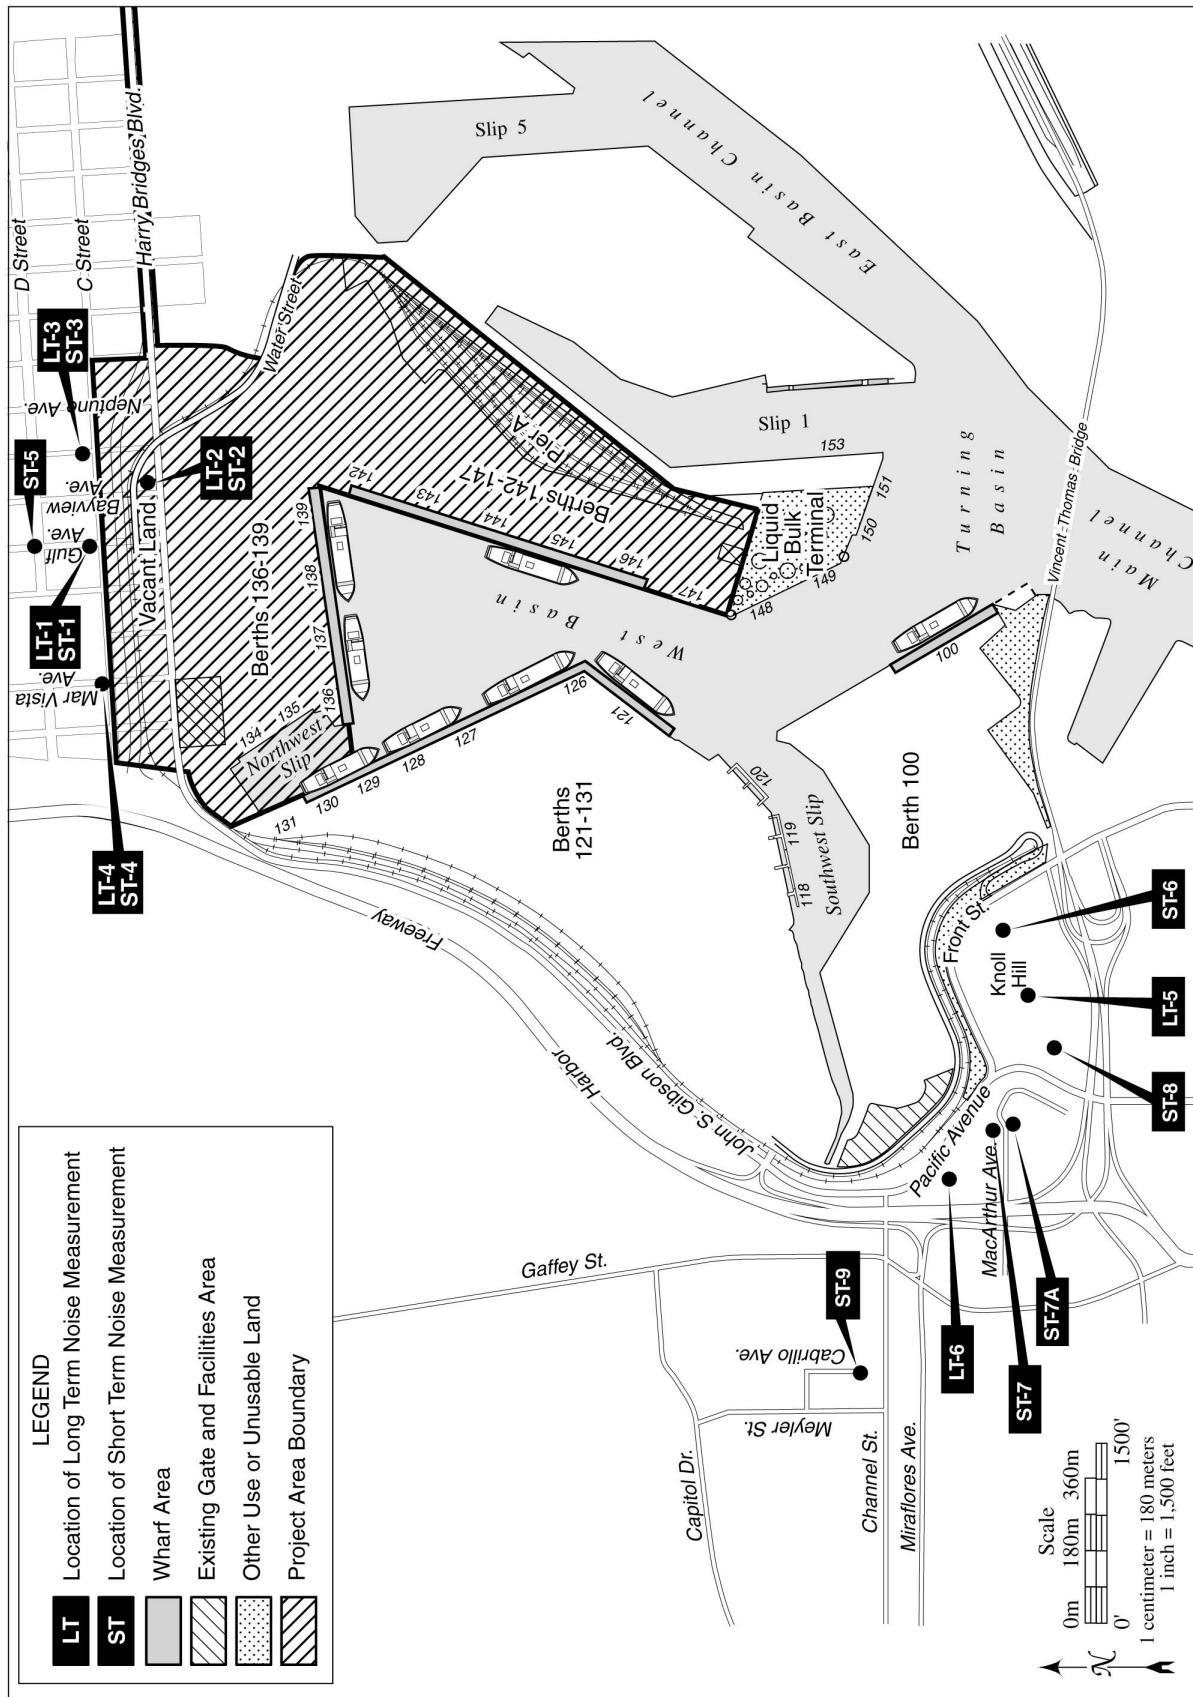 LEGEND
LT Location of Long Term Noise Measurement
ST Location of Short Term Noise Measurement
Wharf Area
Existing Gate and Facilities Area
Other Use or Unusable Land
Project Area Boundary
D Street
C Street
Harry Bridges Blvd.
Water Street
Neptune Ave.
Bayview Ave.
Gulf Ave.
Mar Vista Ave.
LT-4
ST-4
LT-1
ST-1
ST-5
LT-3
ST-3
LT-2
ST-2
Vacant Land
Berths 136-139
Northwest Slip
134
135
136
137
138
139
142
143
144
145
146
147
Berths 142-147
Pier A
Slip 5
East Basin Channel
Slip 1
153
151
150
149
148
Liquid
Bulk
Terminal
Turning
Basin
West Basin
131
130
129
128
127
126
121
120
119
118
Berths
121-131
Southwest Slip
Berth 100
100
Vincent Thomas Bridge
Main
Channel
Freeway
Harbor
John S. Gibson Blvd.
Front St.
Knoll
Hill
Pacific Avenue
MacArthur Ave.
Gaffey St.
Cabrillo Ave.
Meyler St.
Capitol Dr.
Channel St.
Miraflores Ave.
ST-9
LT-6
ST-7
ST-7A
ST-8
LT-5
ST-6
N
Scale
0m 180m 360m
0' 1500'
1 centimeter = 180 meters
1 inch = 1,500 feet